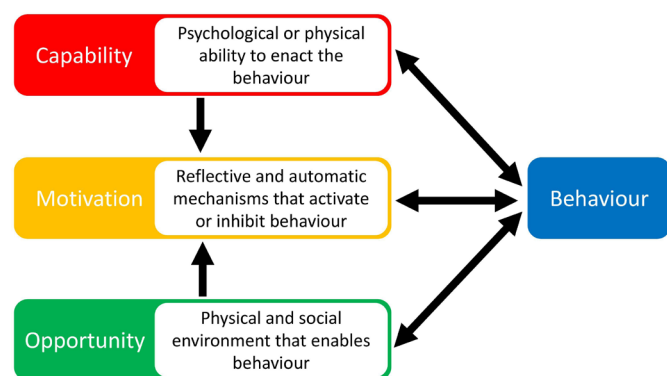 Capability
Psychological or physical
ability to enact the
behaviour
Motivation
Reflective and automatic
mechanisms that activate
or inhibit behaviour
Behaviour
Opportunity
Physical and social
environment that enables
behaviour